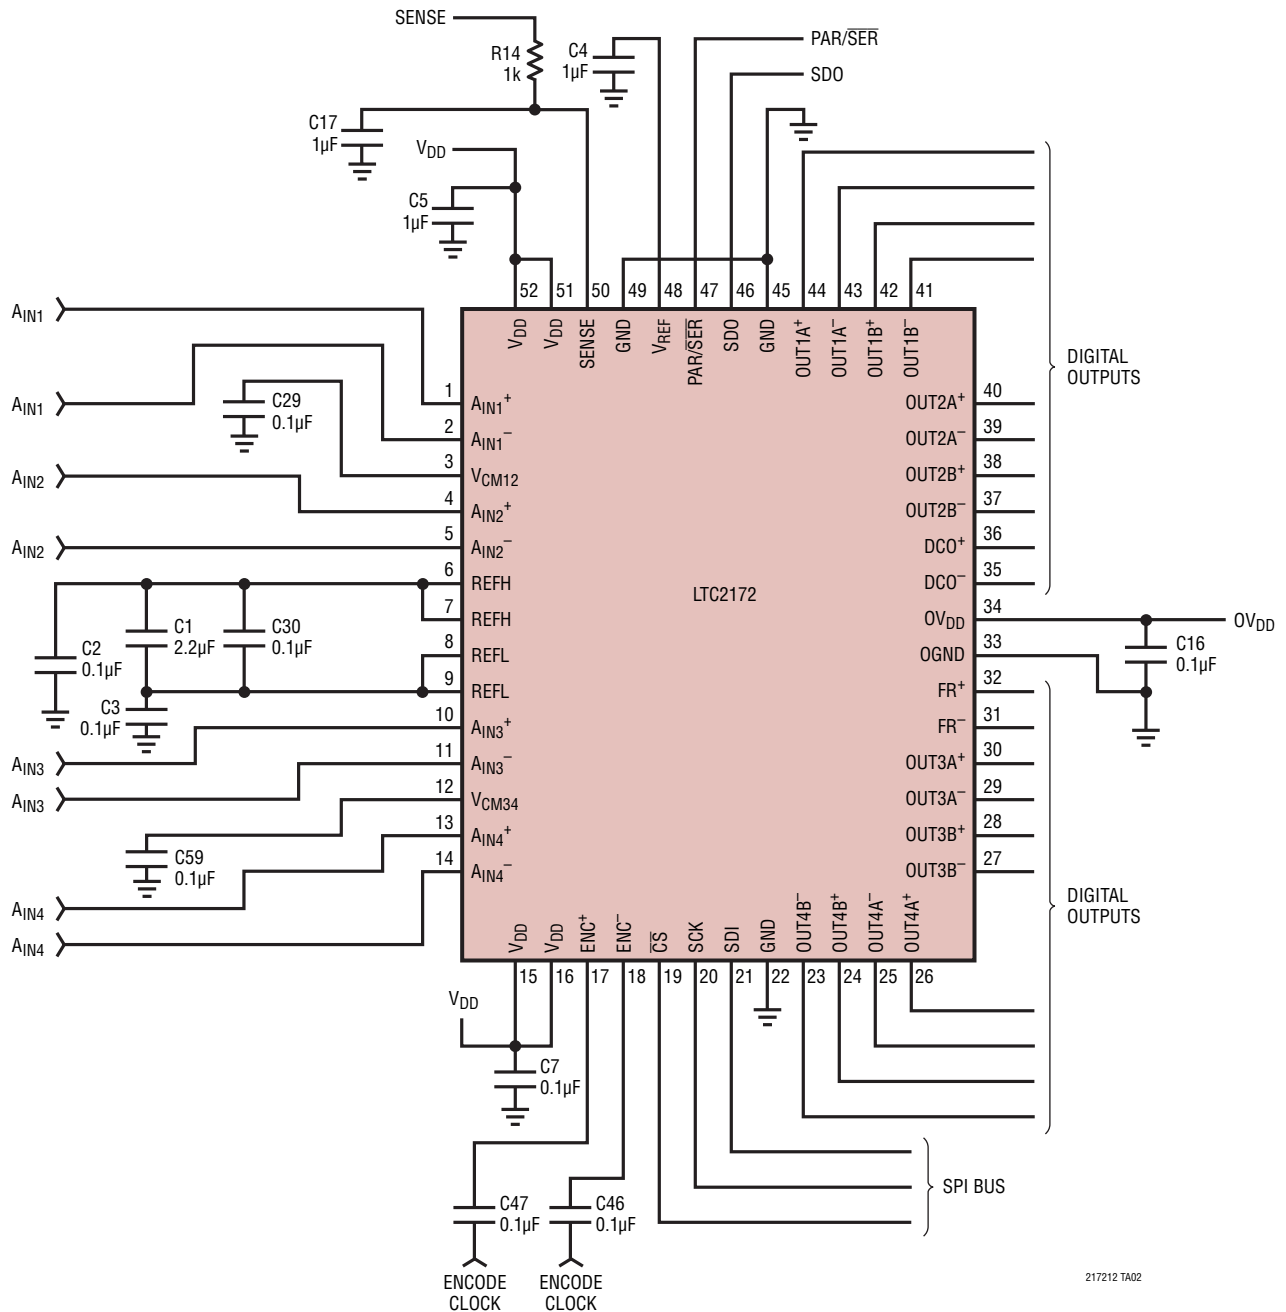 SENSE
R14
1k
C4
1µF
PAR/SER
SDO
C17
1µF
VDD
C5
1µF
52 51 50 49 48 47 46 45 44 43 42 41
VDD VDD SENSE GND VREF PAR/SER SDO GND OUT1A+ OUT1A− OUT1B+ OUT1B−
DIGITAL
OUTPUTS
AIN1
AIN1
C29
0.1µF
AIN2
AIN2
C2
0.1µF
C1
2.2µF
C30
0.1µF
C3
0.1µF
AIN3
AIN3
C59
0.1µF
AIN4
AIN4
1 AIN1+
2 AIN1−
3 VCM12
4 AIN2+
5 AIN2−
6 REFH
7 REFH
8 REFL
9 REFL
10 AIN3+
11 AIN3−
12 VCM34
13 AIN4+
14 AIN4−
LTC2172
OUT2A+ 40
OUT2A− 39
OUT2B+ 38
OUT2B− 37
DCO+ 36
DCO− 35
OVDD 34
OGND 33
FR+ 32
FR− 31
OUT3A+ 30
OUT3A− 29
OUT3B+ 28
OUT3B− 27
OVDD
C16
0.1µF
DIGITAL
OUTPUTS
VDD VDD ENC+ ENC− CS SCK SDI GND OUT4B− OUT4B+ OUT4A− OUT4A+
15 16 17 18 19 20 21 22 23 24 25 26
VDD
C7
0.1µF
C47
0.1µF
C46
0.1µF
SPI BUS
ENCODE
CLOCK
ENCODE
CLOCK
217212 TA02